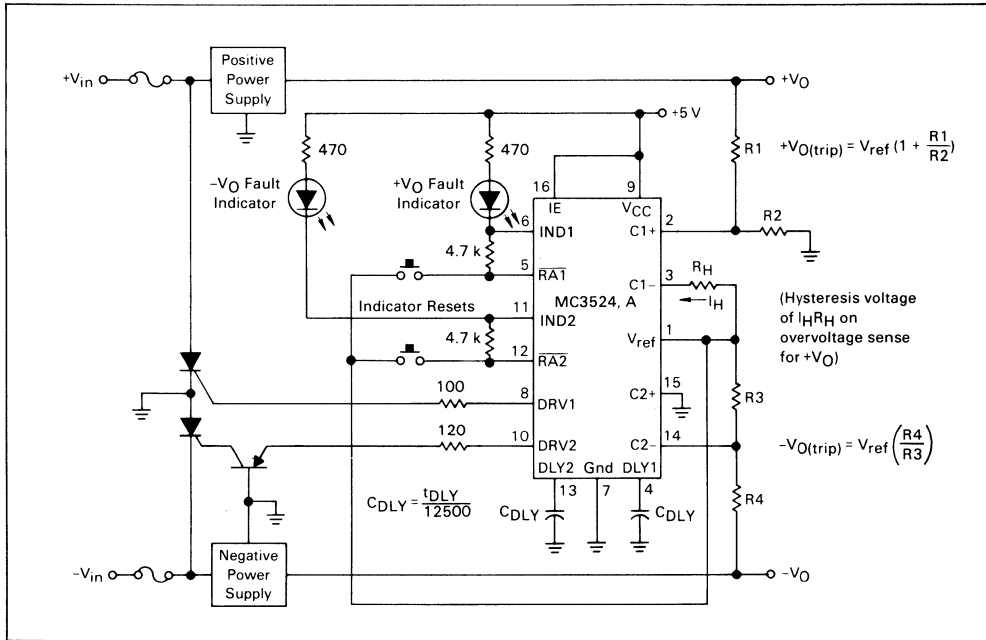 Positive
Power
Supply
+Vin
+VO
+5 V
470
470
R1
+VO(trip) = Vref (1 + R1/R2)
−VO Fault
Indicator
+VO Fault
Indicator
16
IE
9
VCC
6
IND1
2
C1+
R2
4.7 k
5
RA1
3
C1−
RH
IH
MC3524, A
(Hysteresis voltage
of IHRH on
overvoltage sense
for +VO)
Indicator Resets
11
IND2
4.7 k
1
Vref
12
RA2
15
C2+
R3
100
8
DRV1
120
10
DRV2
14
C2−
−VO(trip) = Vref (R4/R3)
DLY2 Gnd DLY1
13 7 4
R4
CDLY = tDLY/12500
CDLY
CDLY
Negative
Power
Supply
−Vin
−VO